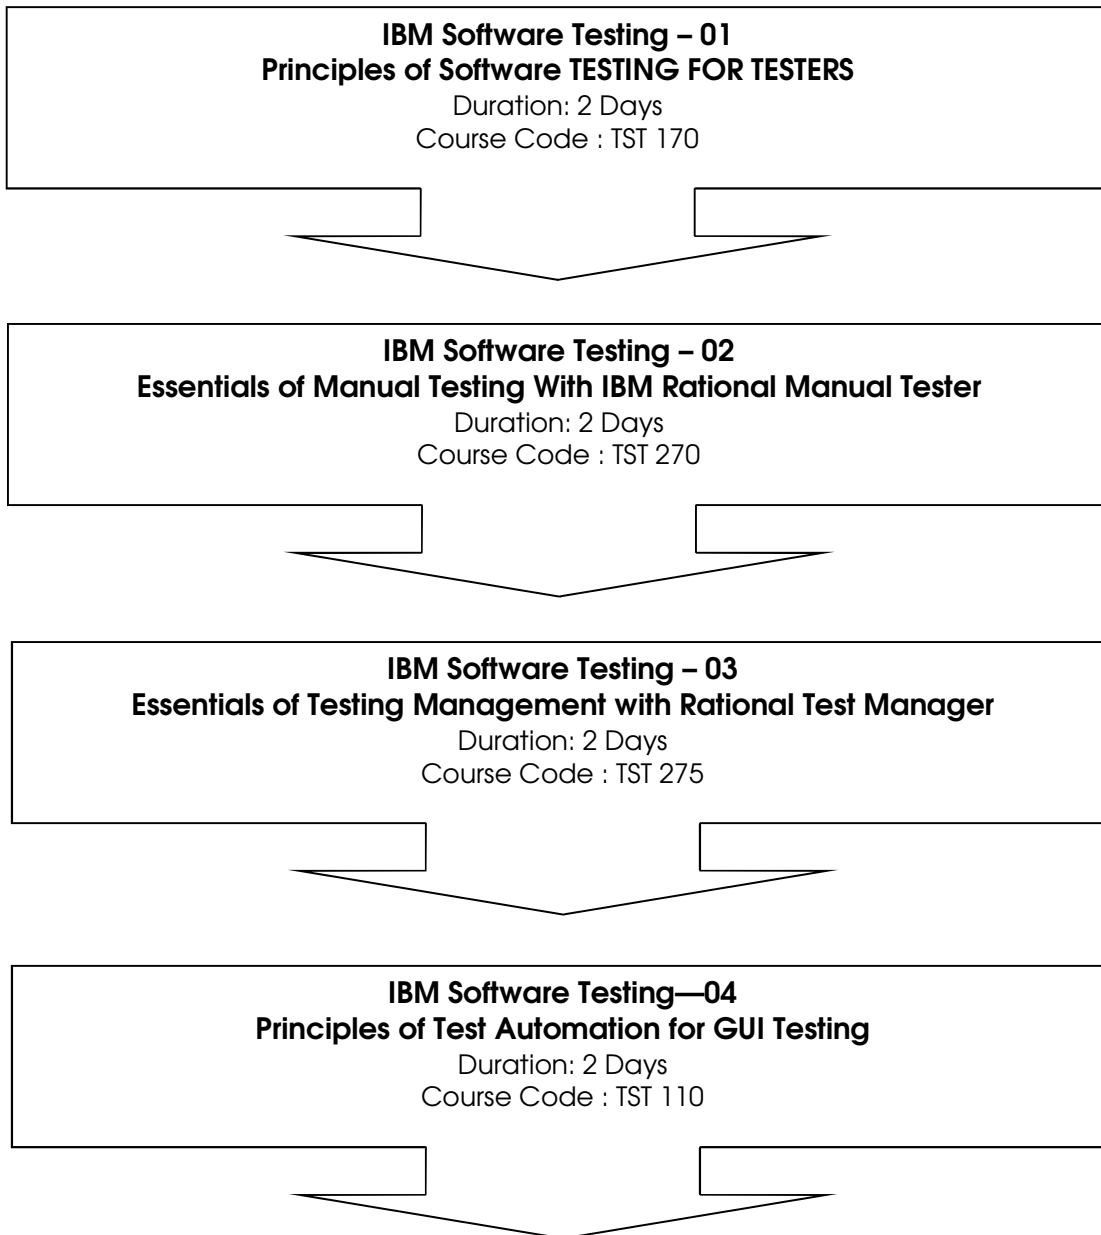 IBM Software Testing – 01
Principles of Software TESTING FOR TESTERS
Duration: 2 Days
Course Code : TST 170
IBM Software Testing – 02
Essentials of Manual Testing With IBM Rational Manual Tester
Duration: 2 Days
Course Code : TST 270
IBM Software Testing – 03
Essentials of Testing Management with Rational Test Manager
Duration: 2 Days
Course Code : TST 275
IBM Software Testing—04
Principles of Test Automation for GUI Testing
Duration: 2 Days
Course Code : TST 110